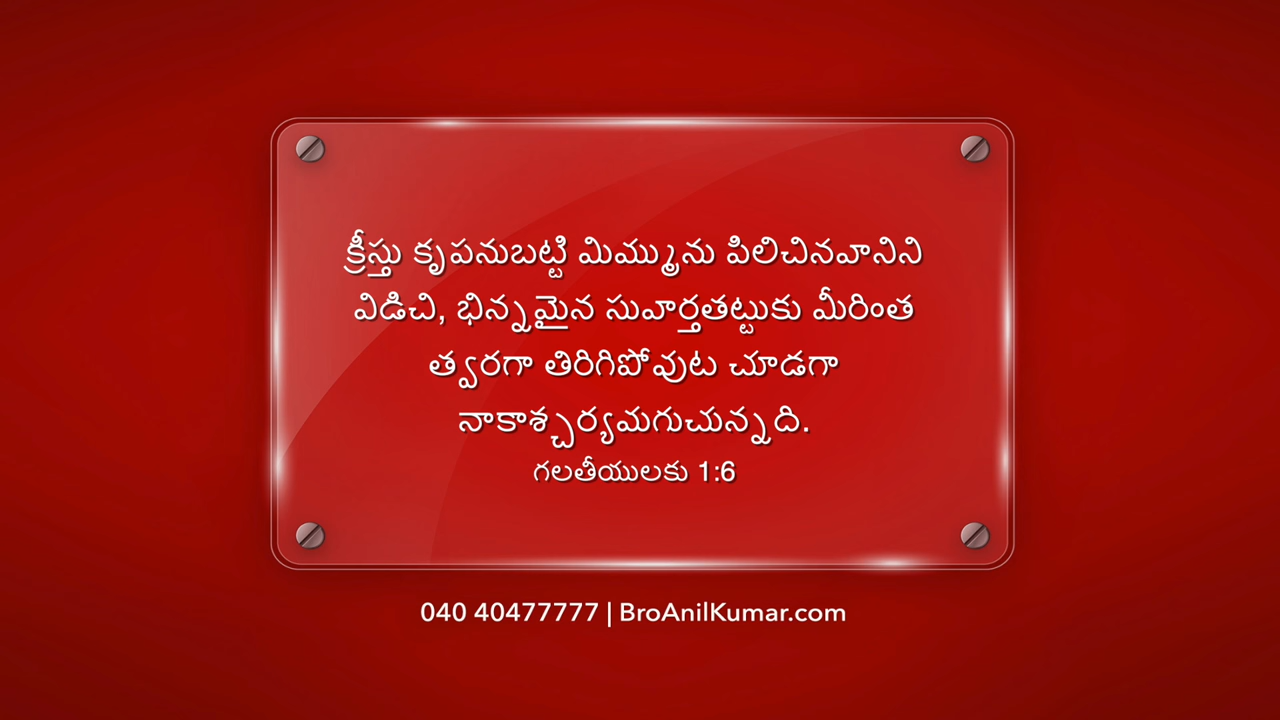 క్రీస్తు కృపనుబట్టి మిమ్మును పిలిచినవానిని
విడిచి, భిన్నమైన సువార్తతట్టుకు మీరింత
త్వరగా తిరిగిపోవుట చూడగా
నాకాశ్చర్యమగుచున్నది.
గలతీయులకు 1:6
040 40477777 | BroAnilKumar.com